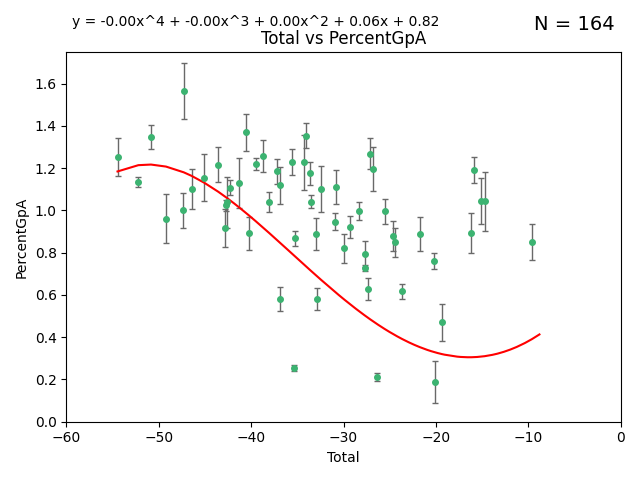 y = -0.00x^4 + -0.00x^3 + 0.00x^2 + 0.06x + 0.82
N = 164
Total vs PercentGpA
PercentGpA
1.6
1.4
1.2
1.0
0.8
0.6
0.4
0.2
0.0
−60 −50 −40 −30 −20 −10 0
Total